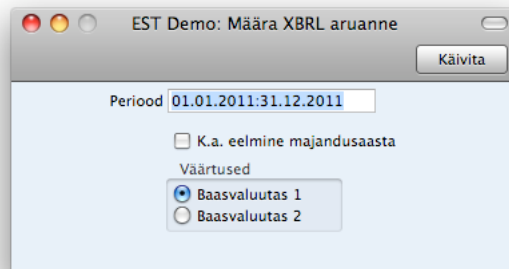 EST Demo: Määra XBRL aruanne
Käivita
Periood 01.01.2011:31.12.2011
K.a. eelmine majandusaasta
Väärtused
Baasvaluutas 1
Baasvaluutas 2